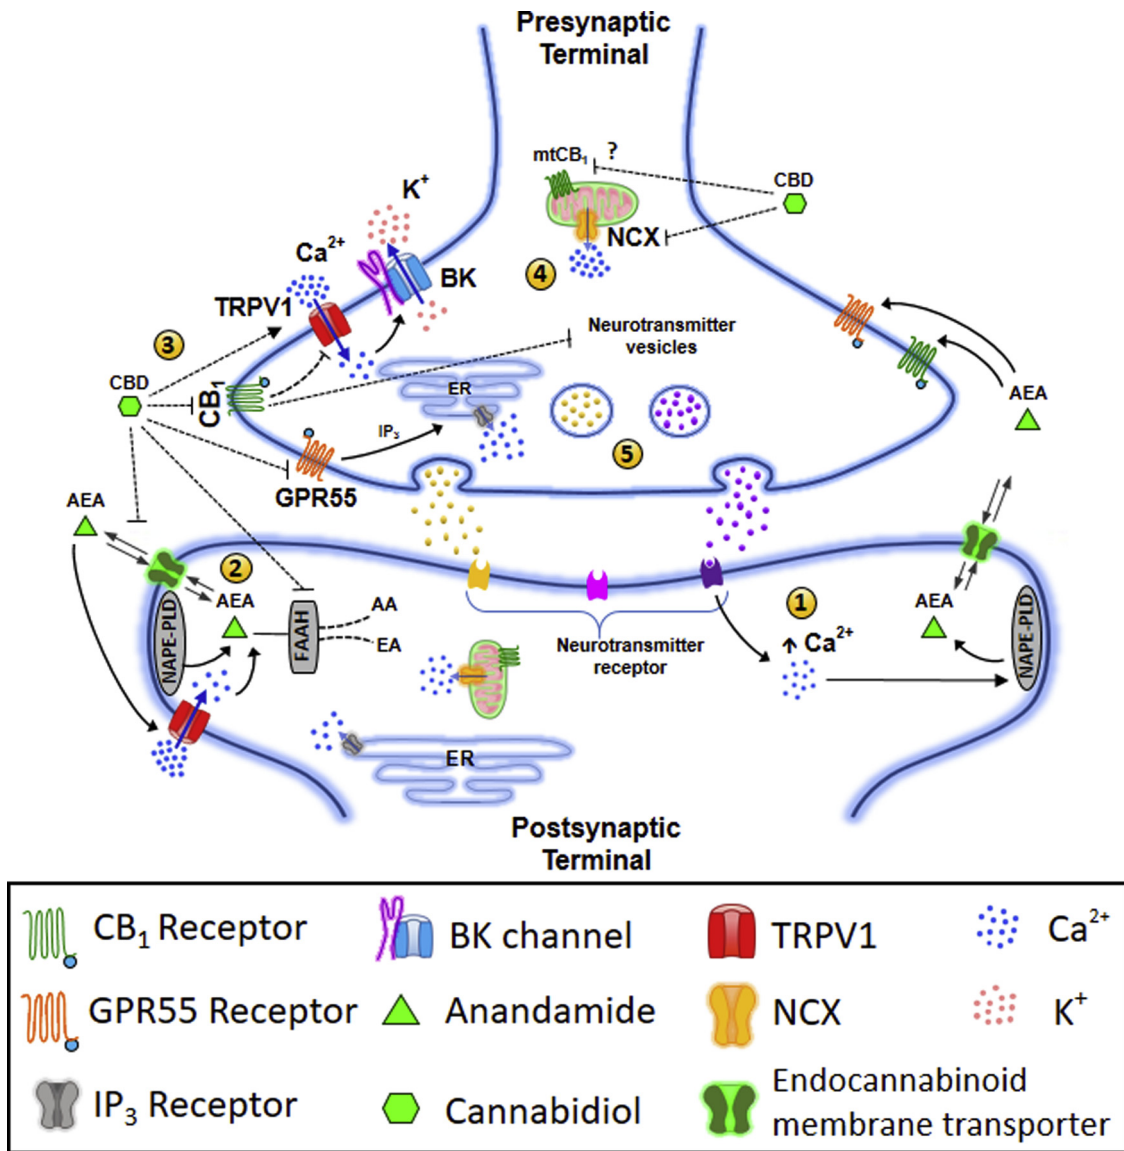 Presynaptic
Terminal
mtCB₁
?
CBD
K⁺
NCX
Ca²⁺
BK
4
TRPV1
Neurotransmitter
vesicles
3
CBD
CB₁
ER
AEA
IP₃
5
GPR55
AEA
2
AEA
FAAH
AA
EA
NAPE-PLD
Neurotransmitter
receptor
1
↑ Ca²⁺
AEA
NAPE-PLD
ER
Postsynaptic
Terminal
CB₁ Receptor
BK channel
TRPV1
Ca²⁺
GPR55 Receptor
Anandamide
NCX
K⁺
IP₃ Receptor
Cannabidiol
Endocannabinoid
membrane transporter